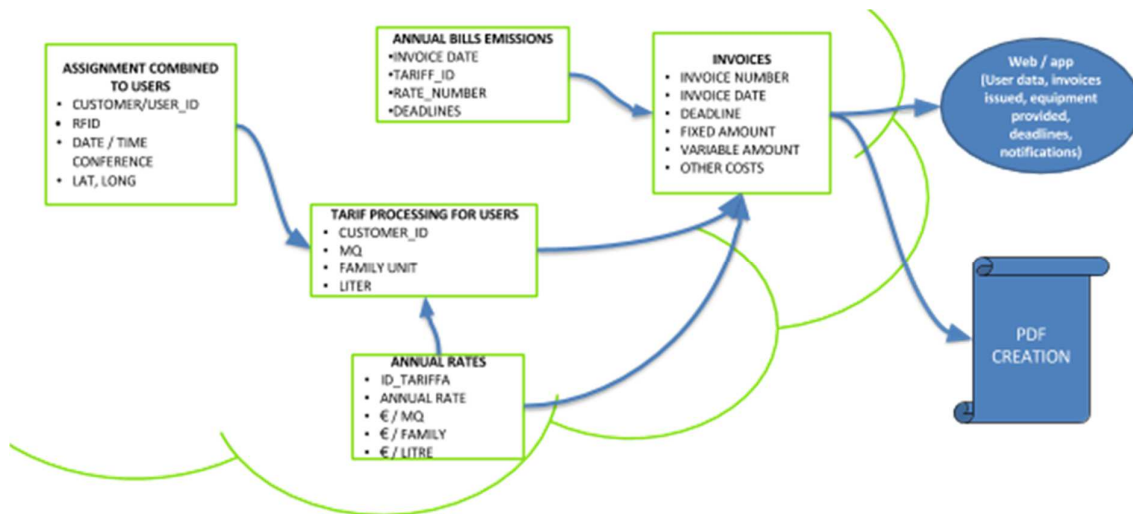 ASSIGNMENT COMBINED
TO USERS
• CUSTOMER/USER_ID
• RFID
• DATE / TIME
CONFERENCE
• LAT, LONG
ANNUAL BILLS EMISSIONS
•INVOICE DATE
•TARIFF_ID
•RATE_NUMBER
•DEADLINES
INVOICES
• INVOICE NUMBER
• INVOICE DATE
• DEADLINE
• FIXED AMOUNT
• VARIABLE AMOUNT
• OTHER COSTS
Web / app
(User data, invoices
issued, equipment
provided,
deadlines,
notifications)
TARIF PROCESSING FOR USERS
• CUSTOMER_ID
• MQ
• FAMILY UNIT
• LITER
ANNUAL RATES
• ID_TARIFFA
• ANNUAL RATE
• € / MQ
• € / FAMILY
• € / LITRE
PDF
CREATION